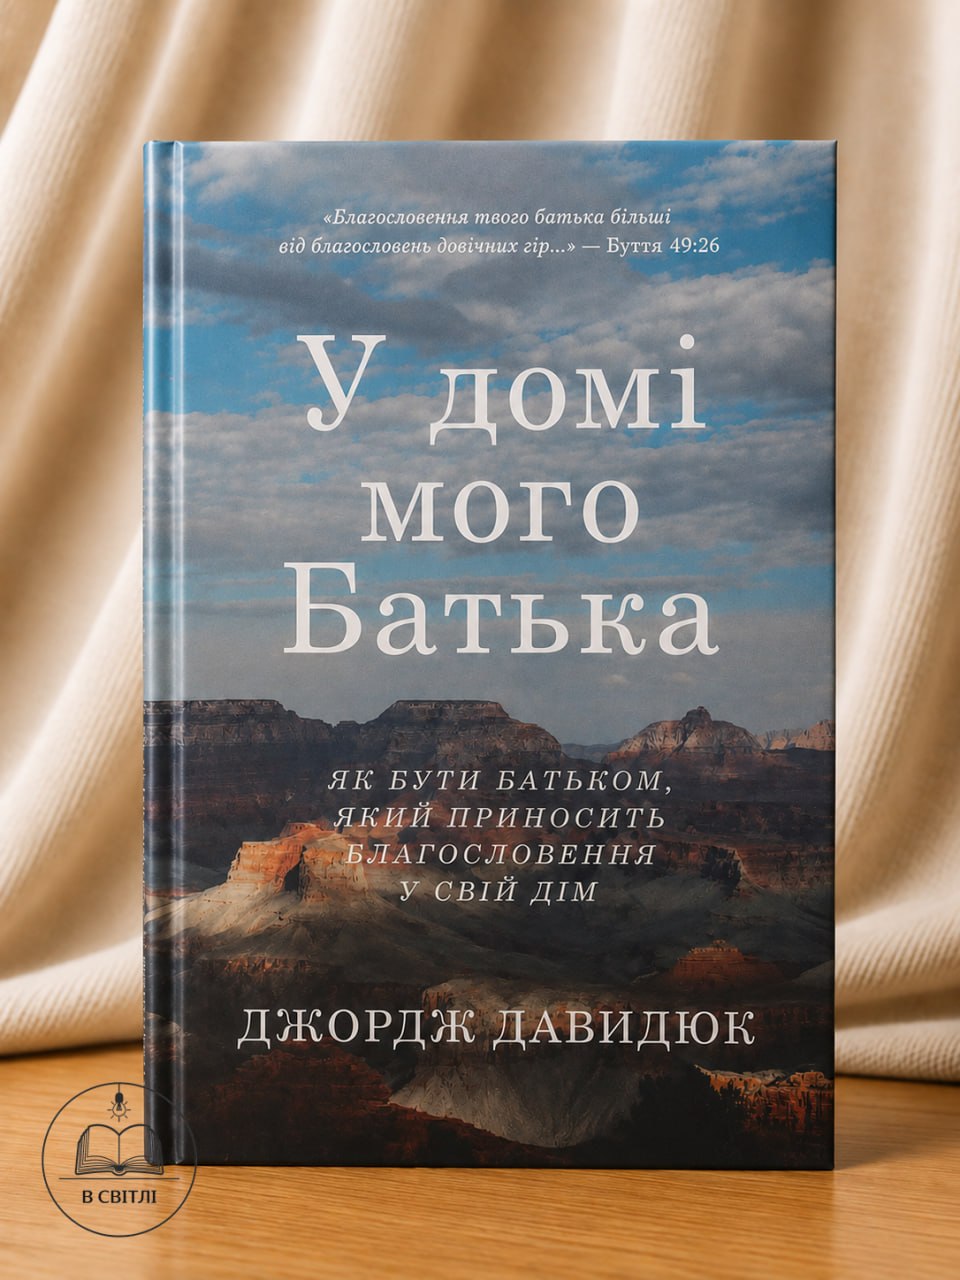 «Благословення твого батька більші
від благословень довічних гір...» — Буття 49:26
У домі
мого
Батька
ЯК БУТИ БАТЬКОМ,
ЯКИЙ ПРИНОСИТЬ
БЛАГОСЛОВЕННЯ
У СВІЙ ДІМ
ДЖОРДЖ ДАВИДЮК
В СВІТЛІ